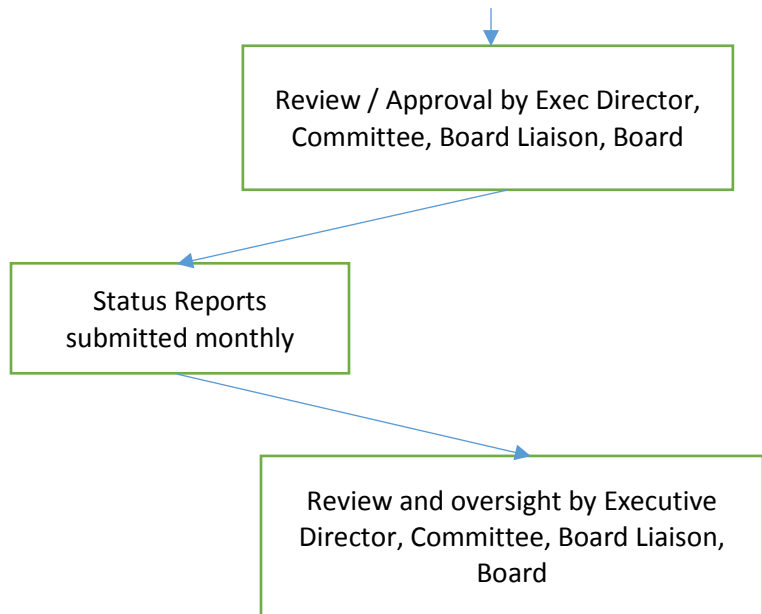 Review / Approval by Exec Director,
Committee, Board Liaison, Board
Status Reports
submitted monthly
Review and oversight by Executive
Director, Committee, Board Liaison,
Board